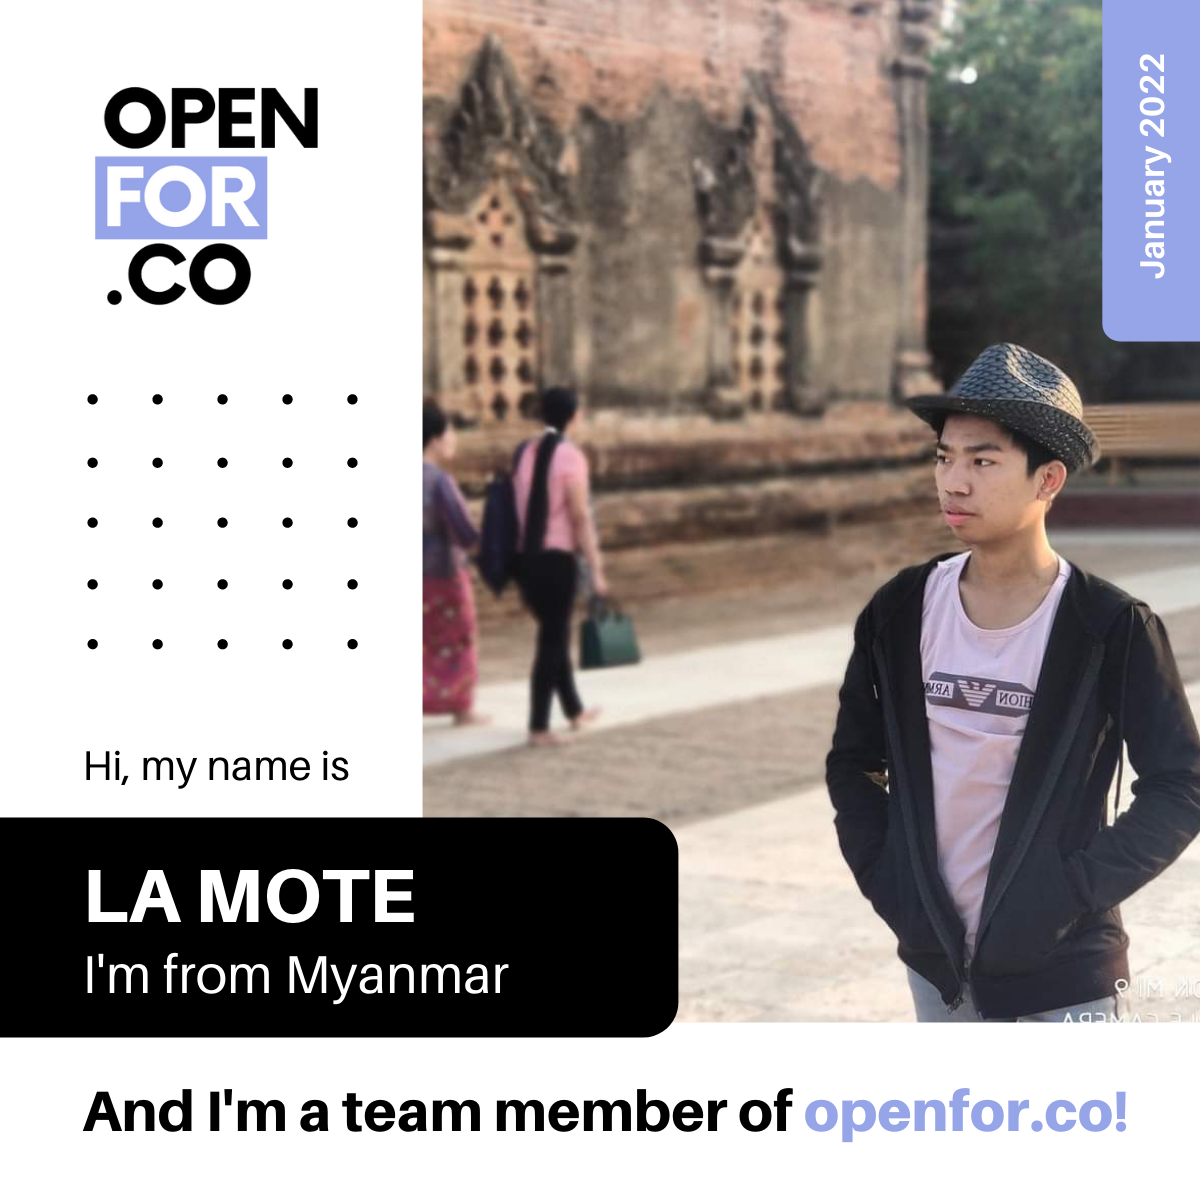 OPEN
FOR
.CO
January 2022
Hi, my name is
LA MOTE
I'm from Myanmar
And I'm a team member of openfor.co!